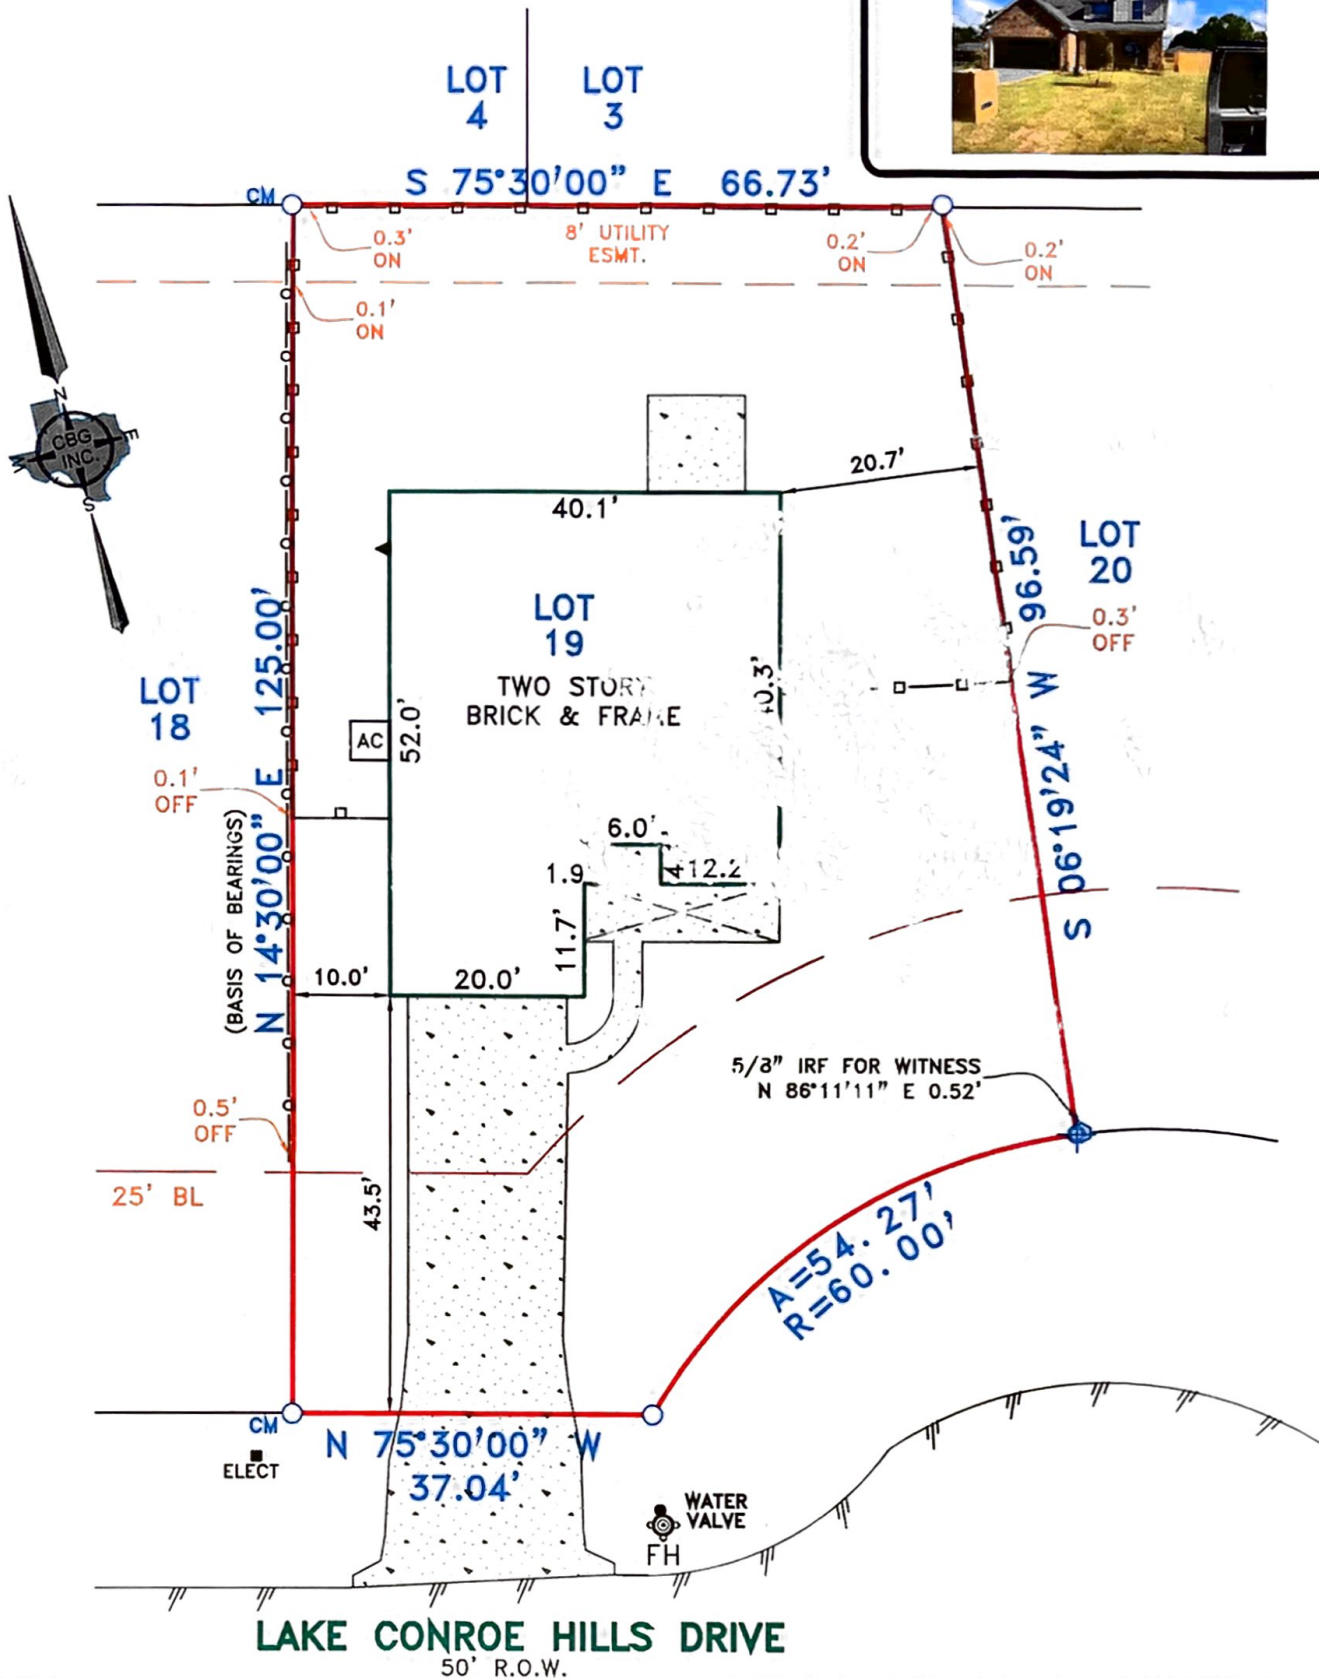 LOT
4
LOT
3
S 75°30'00" E 66.73'
CM
0.3'
ON
8' UTILITY
ESMT.
0.2'
ON
0.2'
ON
0.1'
ON
N
CBG
INC.
E
W
S
20.7'
40.1'
LOT
19
TWO STORY
BRICK & FRAME
52.0'
AC
LOT
20
S 06°19'24" W 96.59'
0.3'
OFF
LOT
18
0.1'
OFF
N 14°30'00" E 125.00'
(BASIS OF BEARINGS)
6.0'
1.9
4
12.2
11.7'
10.0'
20.0'
5/8" IRF FOR WITNESS
N 86°11'11" E 0.52'
0.5'
OFF
25' BL
43.5'
A=54.27'
R=60.00'
CM
N 75°30'00" W
37.04'
ELECT
WATER
VALVE
FH
LAKE CONROE HILLS DRIVE
50' R.O.W.